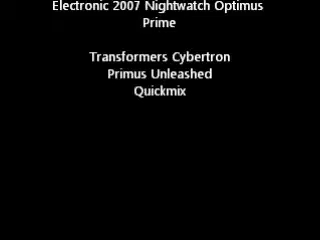 Electronic 2007 Nightwatch Optimus
Prime
Transformers Cybertron
Primus Unleashed
Quickmix